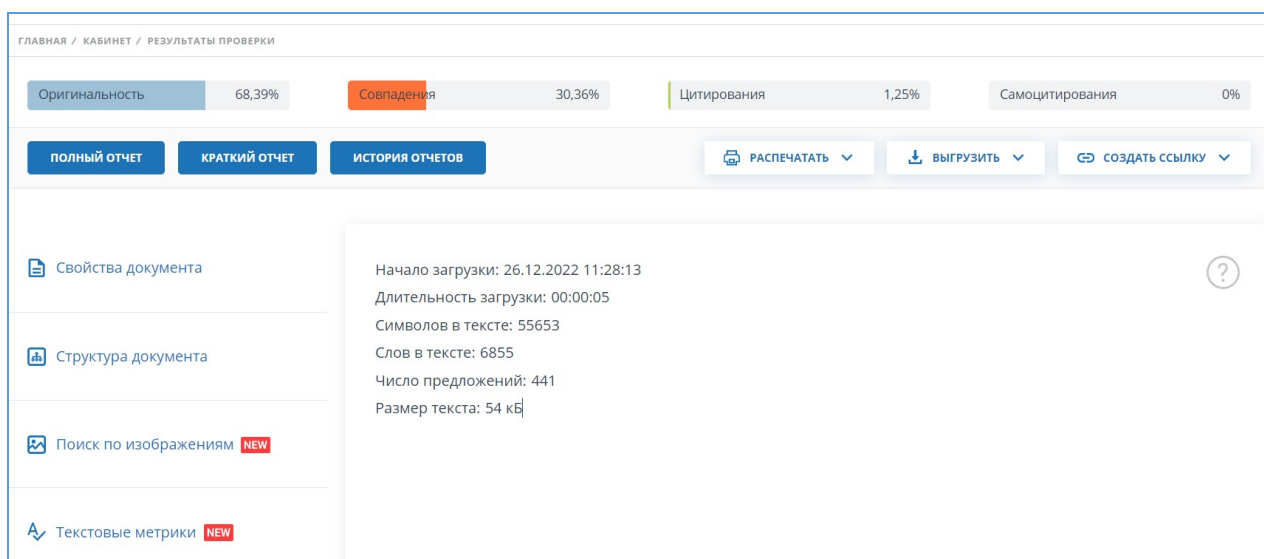 ГЛАВНАЯ / КАБИНЕТ / РЕЗУЛЬТАТЫ ПРОВЕРКИ
Оригинальность 68,39% Совпадения 30,36% Цитирования 1,25% Самоцитирования 0%
ПОЛНЫЙ ОТЧЕТ КРАТКИЙ ОТЧЕТ ИСТОРИЯ ОТЧЕТОВ РАСПЕЧАТАТЬ ВЫГРУЗИТЬ СОЗДАТЬ ССЫЛКУ
Свойства документа
Структура документа
Поиск по изображениям NEW
Текстовые метрики NEW
Начало загрузки: 26.12.2022 11:28:13
Длительность загрузки: 00:00:05
Символов в тексте: 55653
Слов в тексте: 6855
Число предложений: 441
Размер текста: 54 кБ
?